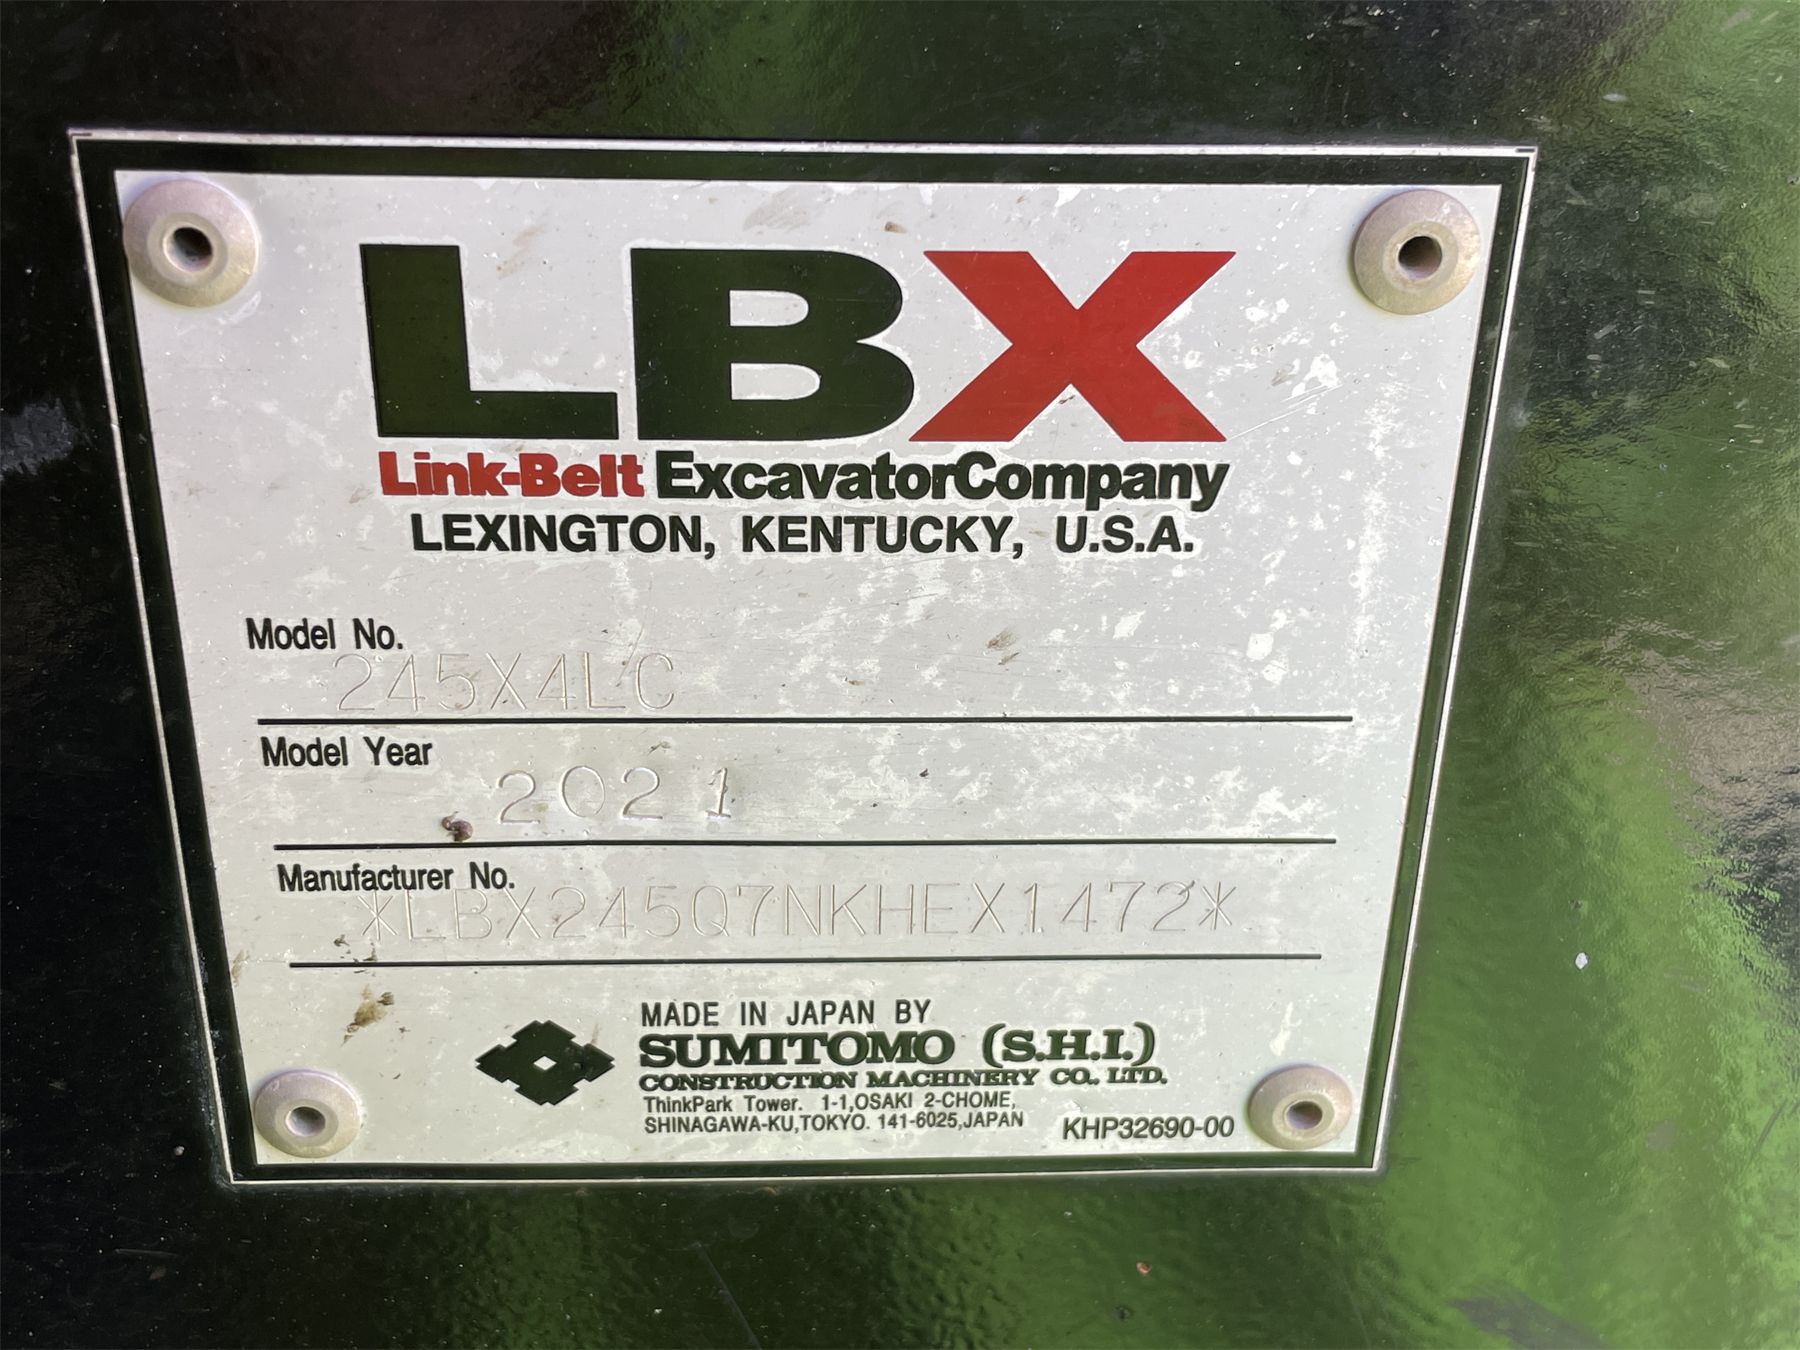 LBX
Link-Belt ExcavatorCompany
LEXINGTON, KENTUCKY, U.S.A.
Model No.
245X4LC
Model Year
2021
Manufacturer No.
*LBX245Q7NKHEX1472*
MADE IN JAPAN BY
SUMITOMO (S.H.I.)
CONSTRUCTION MACHINERY CO. LTD.
ThinkPark Tower. 1-1,OSAKI 2-CHOME,
SHINAGAWA-KU,TOKYO. 141-6025,JAPAN
KHP32690-00